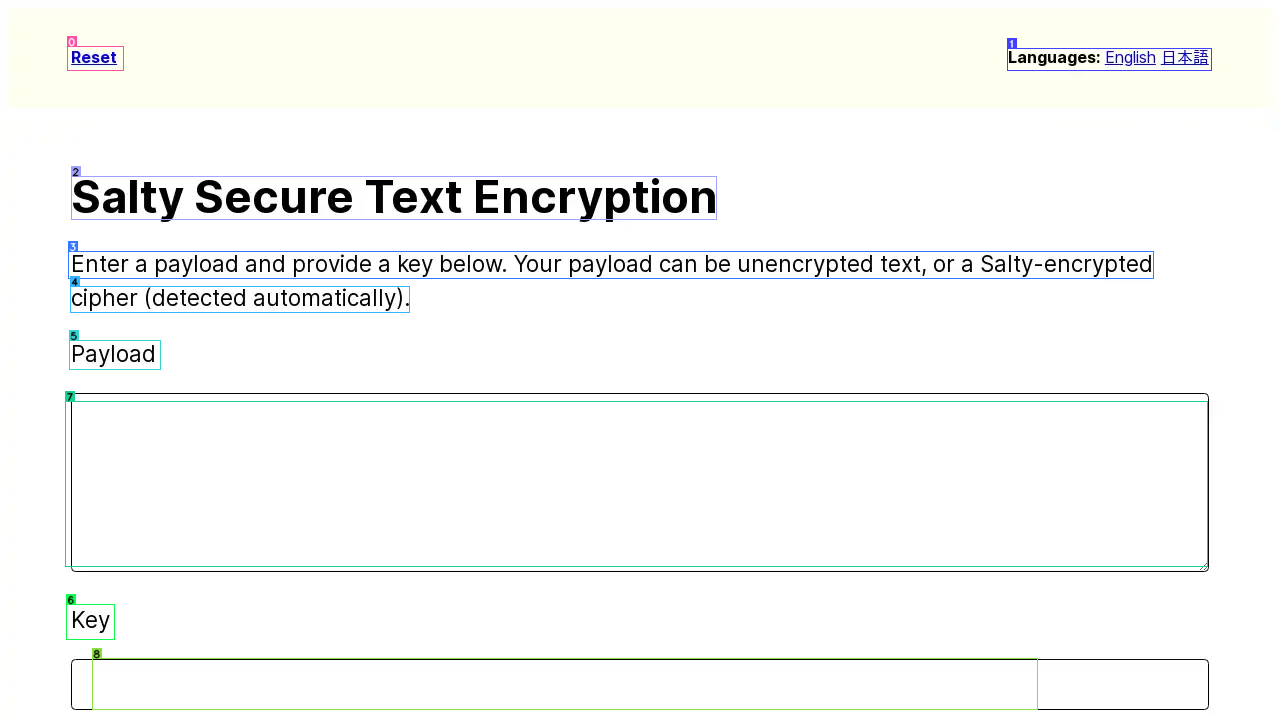 Reset
Languages: English 日本語
Salty Secure Text Encryption
Enter a payload and provide a key below. Your payload can be unencrypted text, or a Salty-encrypted
cipher (detected automatically).
Payload
Key
0
1
2
3
4
5
7
6
8